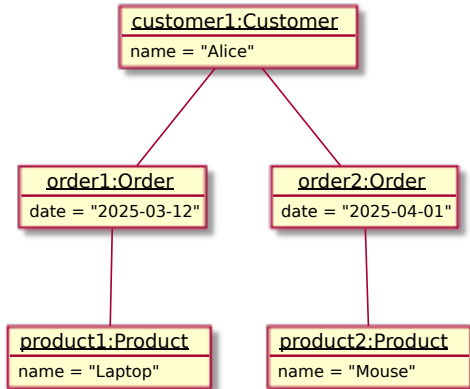 customer1:Customer
name = "Alice"
order1:Order
date = "2025-03-12"
order2:Order
date = "2025-04-01"
product1:Product
name = "Laptop"
product2:Product
name = "Mouse"